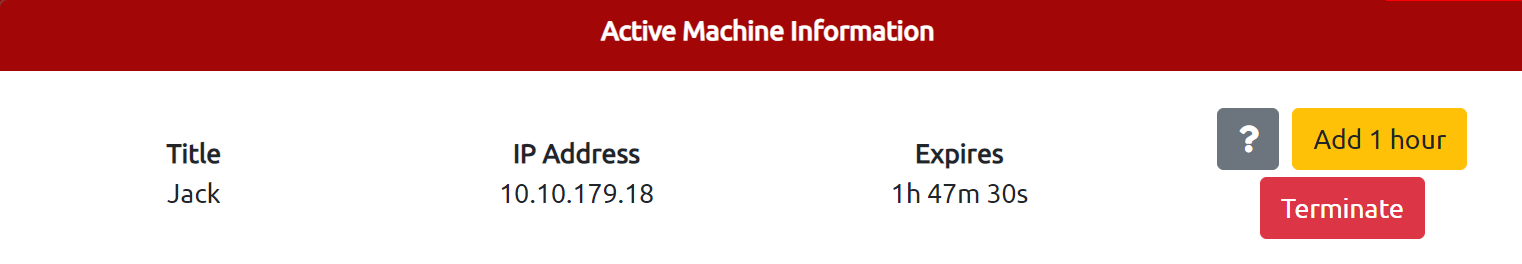 Active Machine Information
Title
Jack
IP Address
10.10.179.18
Expires
1h 47m 30s
?
Add 1 hour
Terminate